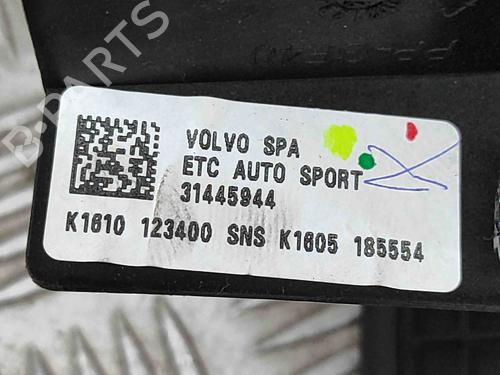 B-PARTS
VOLVO SPA
ETC AUTO SPORT
31445944
K1610 123400 SNS K1605 185554